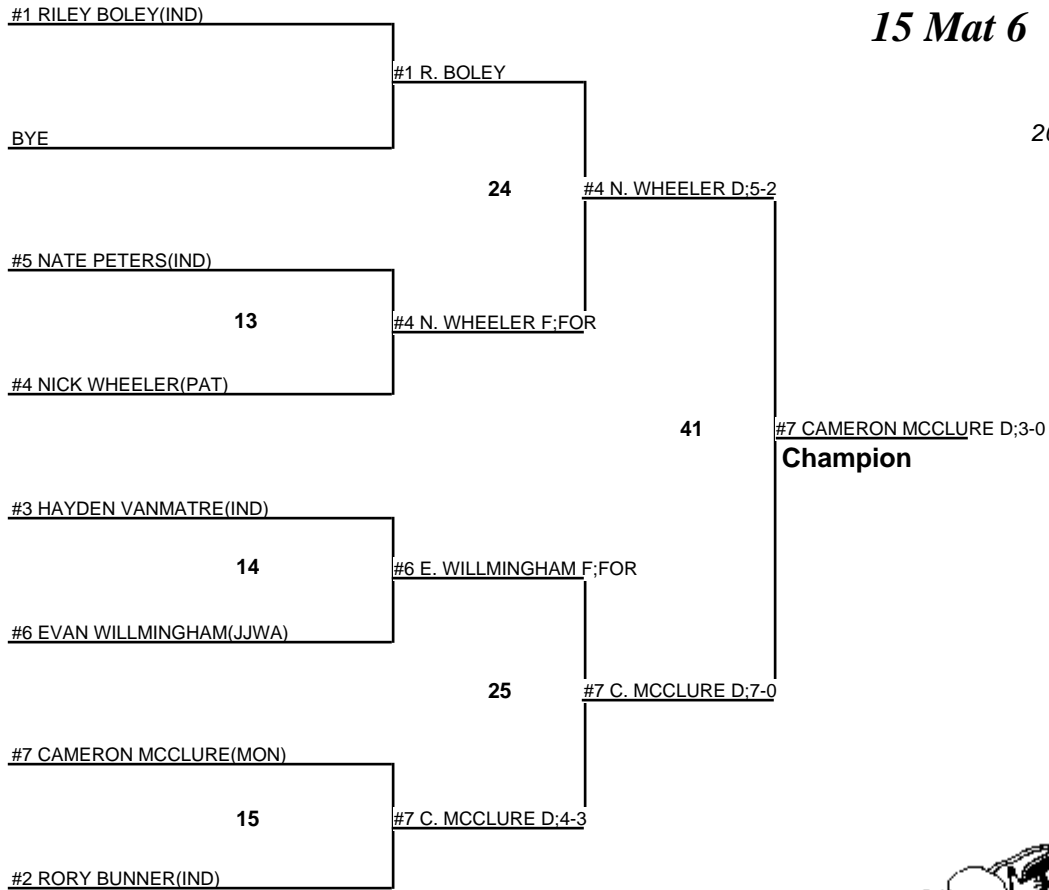 #1 RILEY BOLEY(IND)
15 Mat 6
#1 R. BOLEY
BYE
24
#4 N. WHEELER D;5-2
#5 NATE PETERS(IND)
13
#4 N. WHEELER F;FOR
#4 NICK WHEELER(PAT)
41
#7 CAMERON MCCLURE D;3-0
Champion
#3 HAYDEN VANMATRE(IND)
14
#6 E. WILLMINGHAM F;FOR
#6 EVAN WILLMINGHAM(JJWA)
25
#7 C. MCCLURE D;7-0
#7 CAMERON MCCLURE(MON)
15
#7 C. MCCLURE D;4-3
#2 RORY BUNNER(IND)